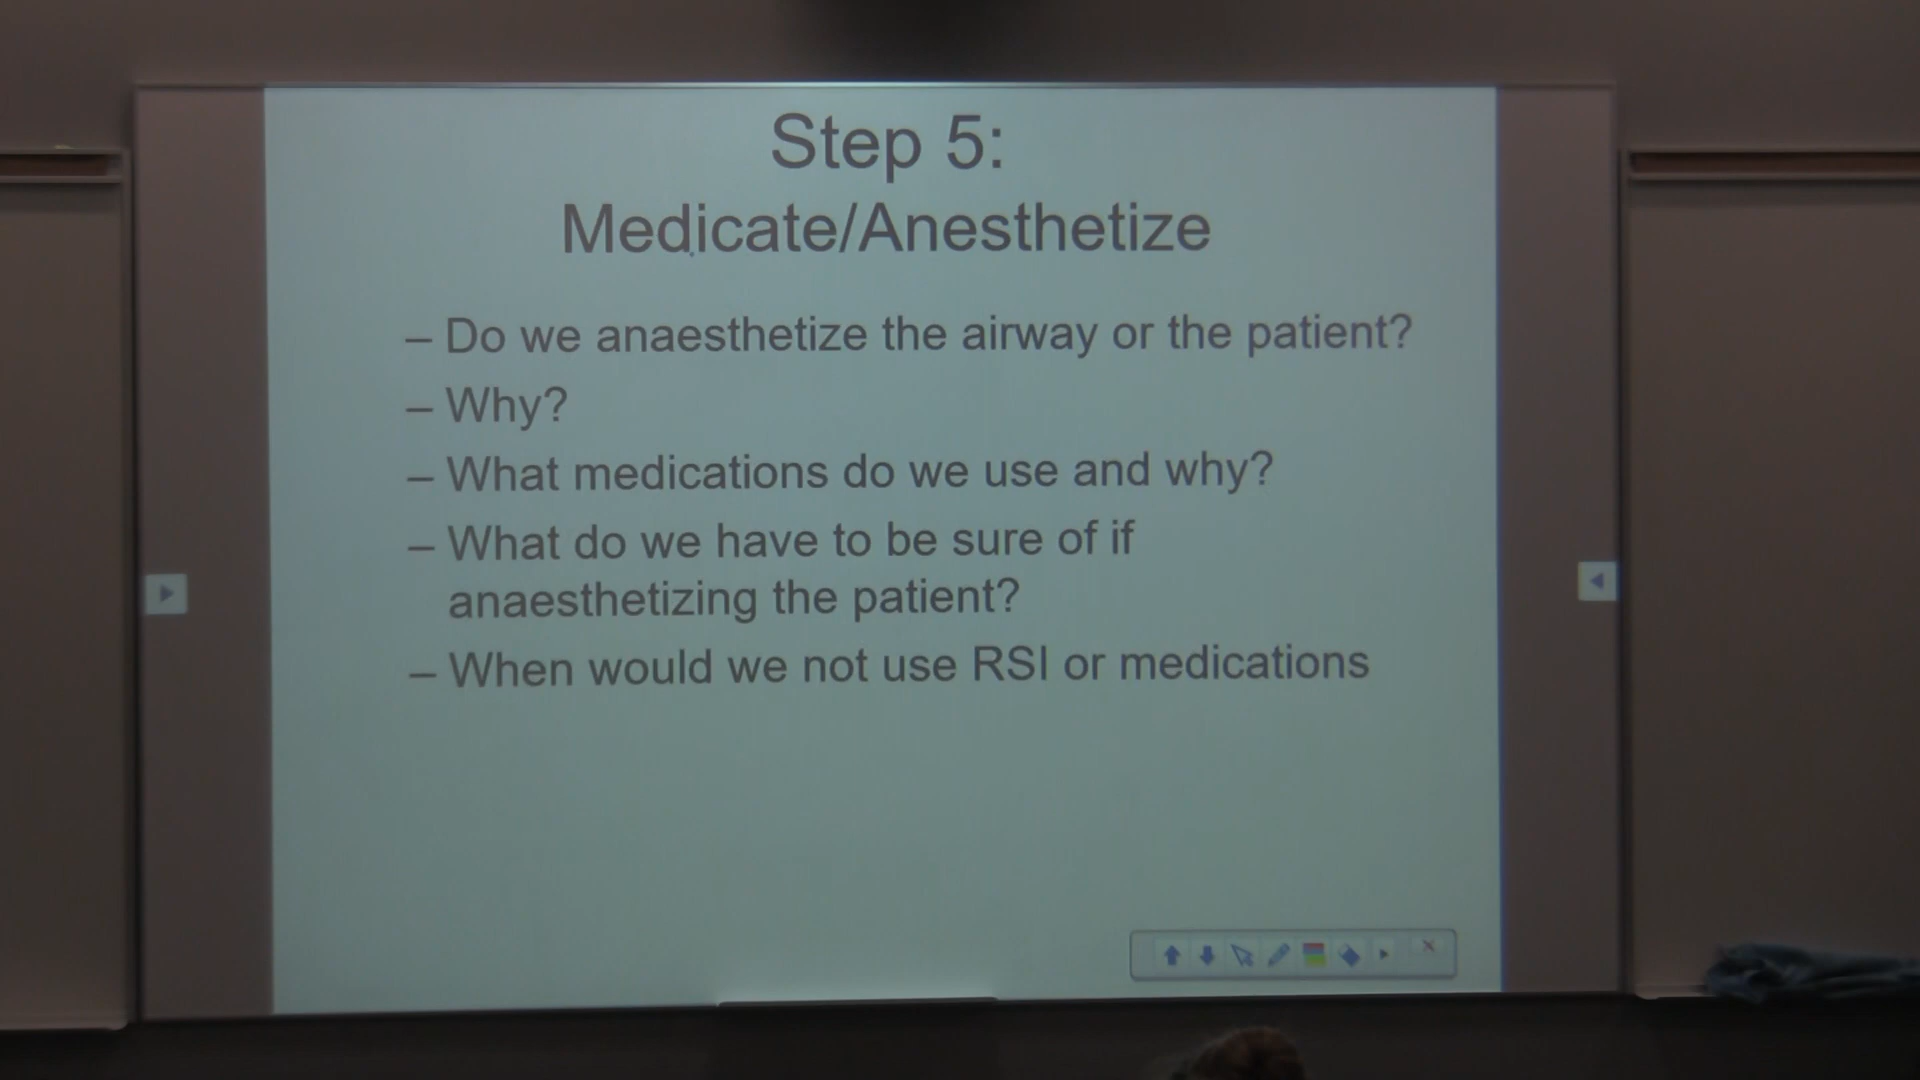 Step 5:
Medicate/Anesthetize
– Do we anaesthetize the airway or the patient?
– Why?
– What medications do we use and why?
– What do we have to be sure of if
anaesthetizing the patient?
– When would we not use RSI or medications